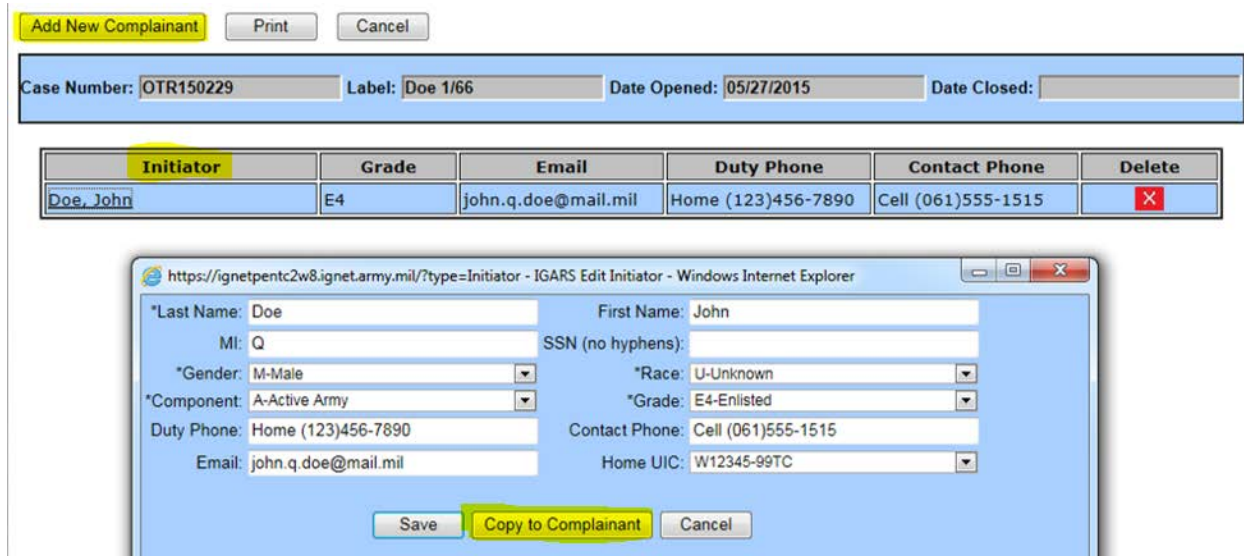 Add New Complainant Print Cancel
Case Number: OTR150229 Label: Doe 1/66 Date Opened: 05/27/2015 Date Closed:
Initiator Grade Email Duty Phone Contact Phone Delete
Doe, John E4 john.q.doe@mail.mil Home (123)456-7890 Cell (061)555-1515 X
https://ignetpentc2w8.ignet.army.mil/?type=Initiator - IGARS Edit Initiator - Windows Internet Explorer
*Last Name: Doe First Name: John
MI: Q SSN (no hyphens):
*Gender: M-Male *Race: U-Unknown
*Component: A-Active Army *Grade: E4-Enlisted
Duty Phone: Home (123)456-7890 Contact Phone: Cell (061)555-1515
Email: john.q.doe@mail.mil Home UIC: W12345-99TC
Save Copy to Complainant Cancel